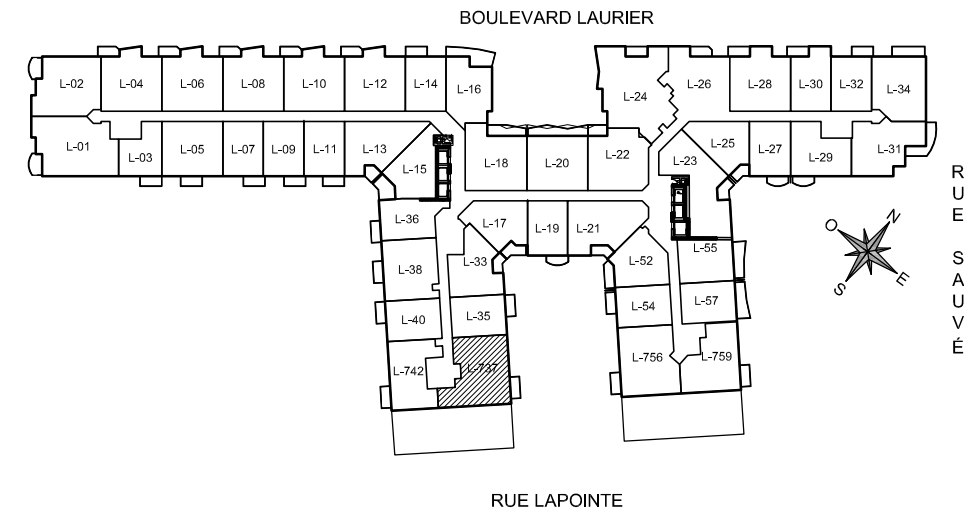 BOULEVARD LAURIER
L-02 L-04 L-06 L-08 L-10 L-12 L-14 L-16 L-24 L-26 L-28 L-30 L-32 L-34
L-01 L-03 L-05 L-07 L-09 L-11 L-13 L-15 L-18 L-20 L-22 L-23 L-25 L-27 L-29 L-31
L-36 L-17 L-19 L-21
L-38 L-33 L-52 L-55
L-40 L-35 L-54 L-57
L-742 L-737 L-756 L-759
N
O
E
S
RUE SAUVÉ
RUE LAPOINTE